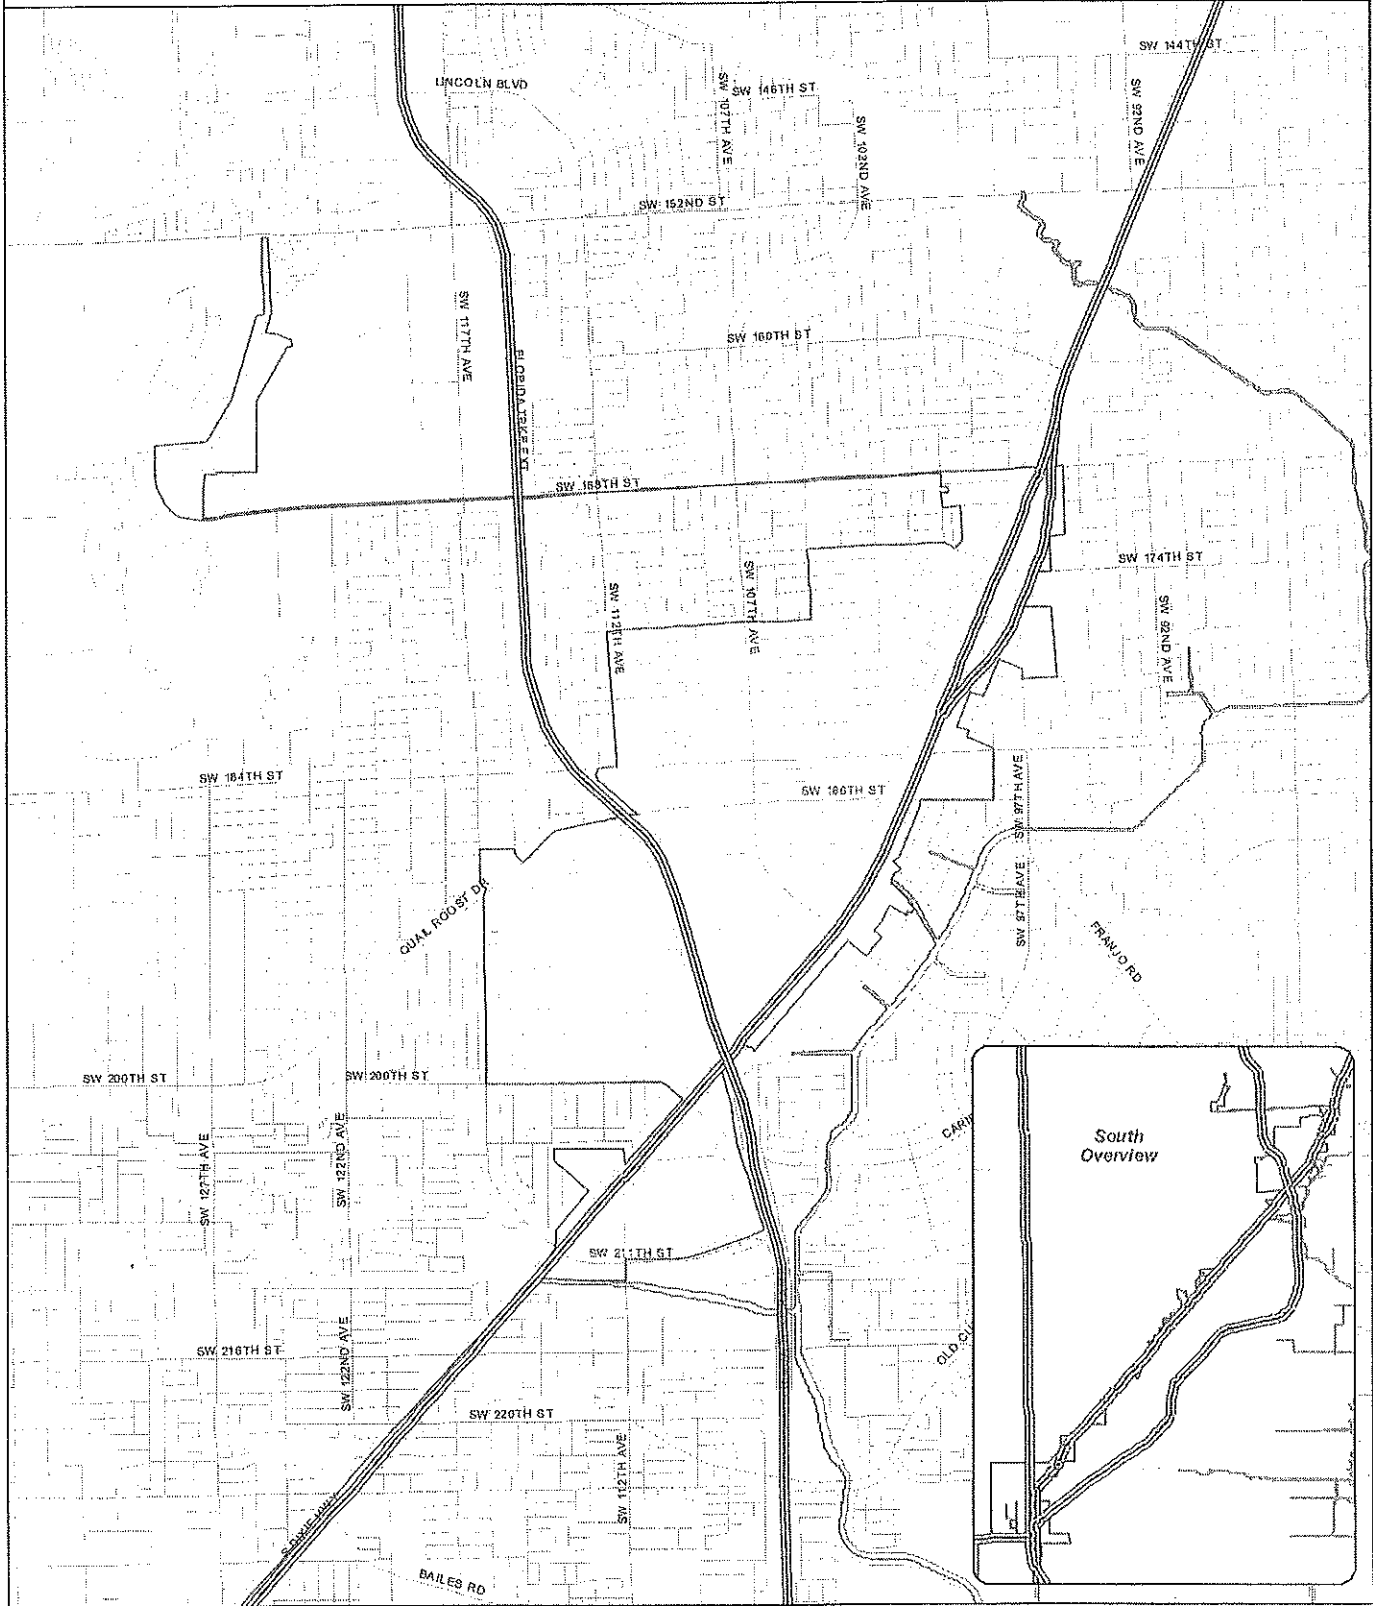 SW 144TH ST
LINCOLN BLVD
SW 107TH AVE
SW 146TH ST
SW 92ND AVE
SW 102ND AVE
SW 152ND ST
SW 117TH AVE
SW 160TH ST
SW 168TH ST
SW 174TH ST
SW 107TH AVE
SW 112TH AVE
SW 92ND AVE
SW 184TH ST
SW 186TH ST
SW 97TH AVE
SW 97TH AVE
QUAIL ROOST DR
FRANJO RD
SW 200TH ST
SW 200TH ST
SW 127TH AVE
SW 122ND AVE
South
Overview
SW 211TH ST
SW 216TH ST
SW 122ND AVE
SW 220TH ST
SW 112TH AVE
S DIXIE HWY
BAILES RD